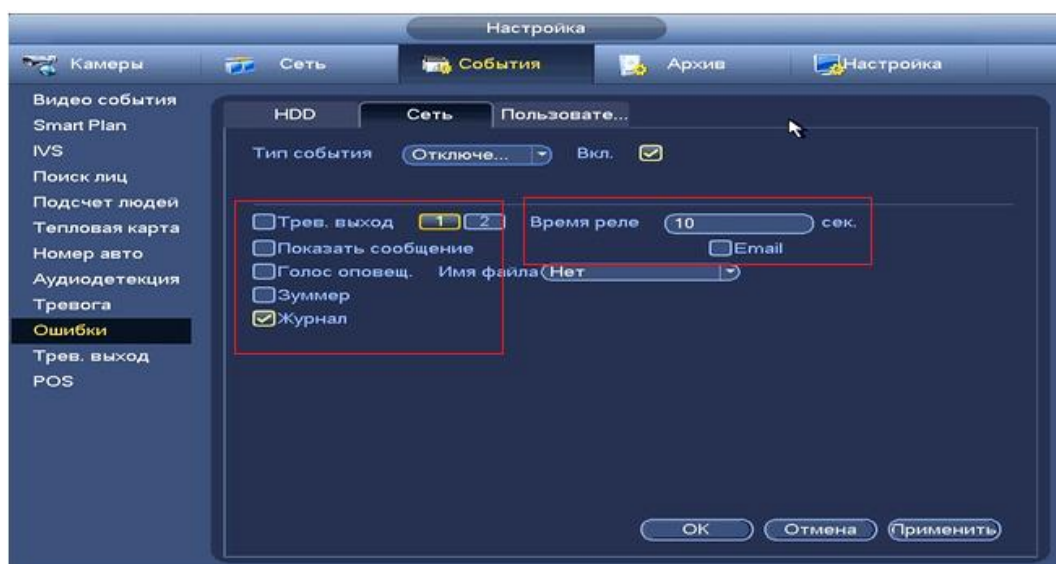 Настройка
Камеры Сеть События Архив Настройка
Видео события
Smart Plan
IVS
Поиск лиц
Подсчет людей
Тепловая карта
Номер авто
Аудиодетекция
Тревога
Ошибки
Трев. выход
POS
HDD Сеть Пользовате...
Тип события Отключе... Вкл.
Трев. выход 1 2 Время реле 10 сек.
Показать сообщение Email
Голос оповещ. Имя файла Нет
Зуммер
Журнал
OK Отмена Применить